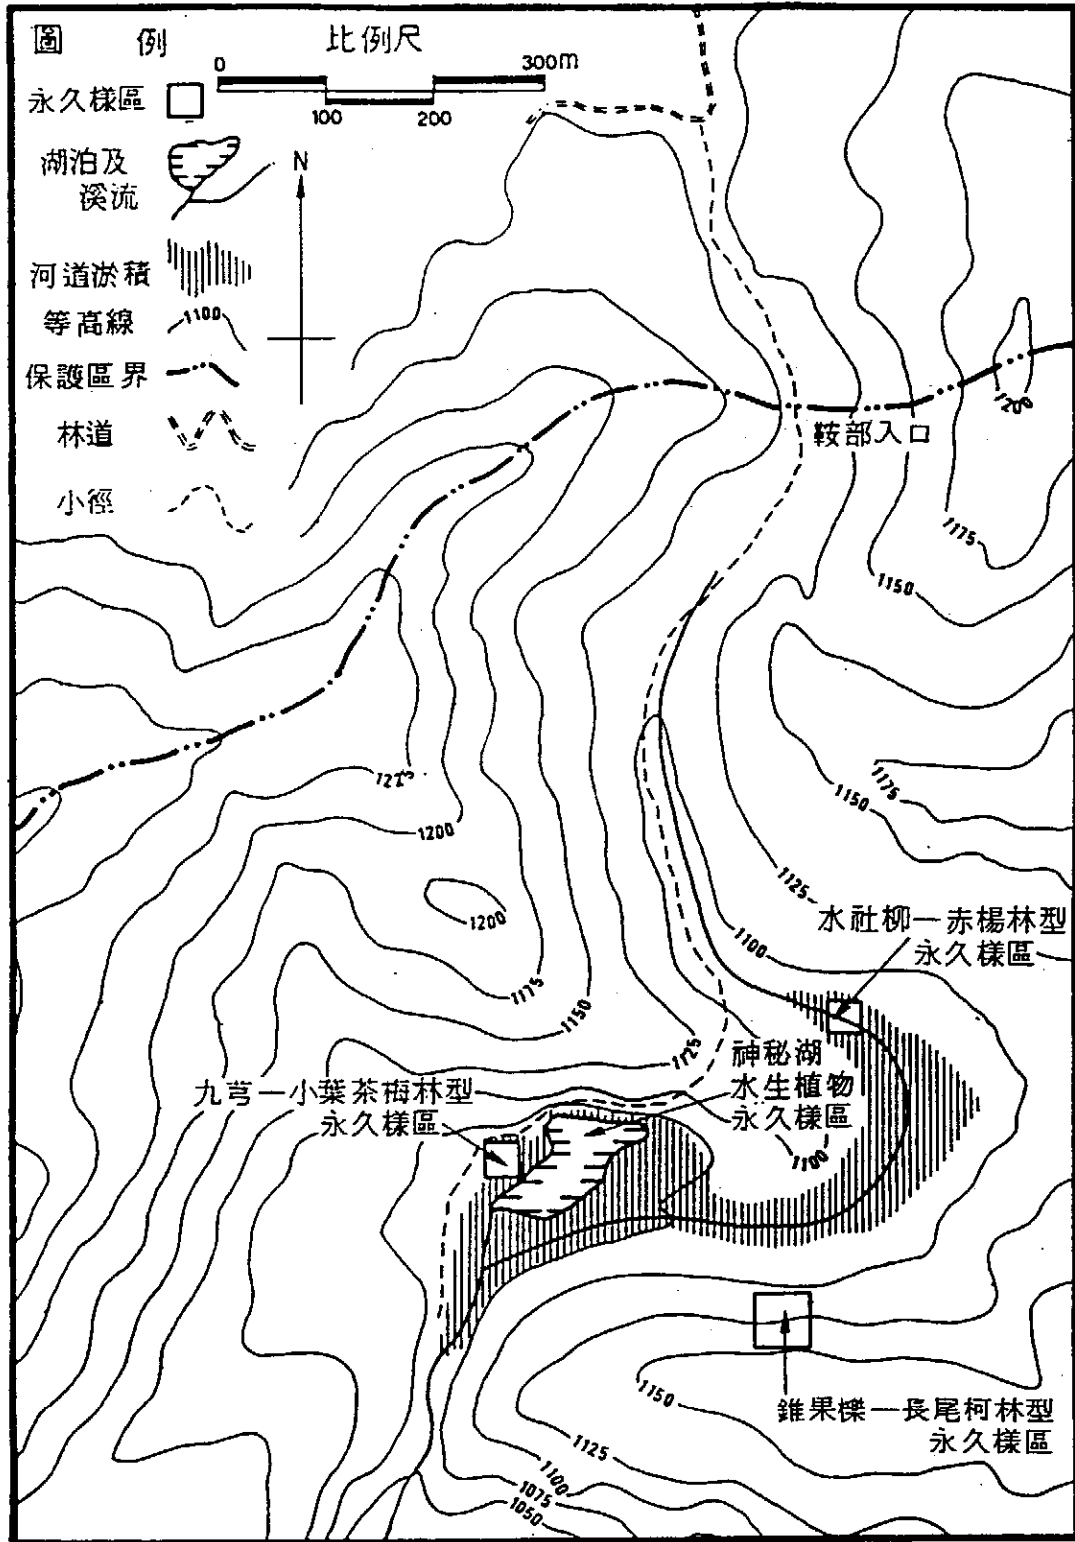 圖 例
比例尺
0 300m
100 200
永久樣區
湖泊及
溪流
N
河道淤積
等高線
1100
保護區界
林道
小徑
鞍部入口
1200
1175
1150
1175
1150
1225
1200
1200
1125
水社柳一赤楊林型
永久樣區
1100
1175
1150
1125
神秘湖
水生植物
永久樣區
九芎一小葉茶梅林型
永久樣區
1100
1150
錐果櫟一長尾柯林型
永久樣區
1125
1100
1075
1050